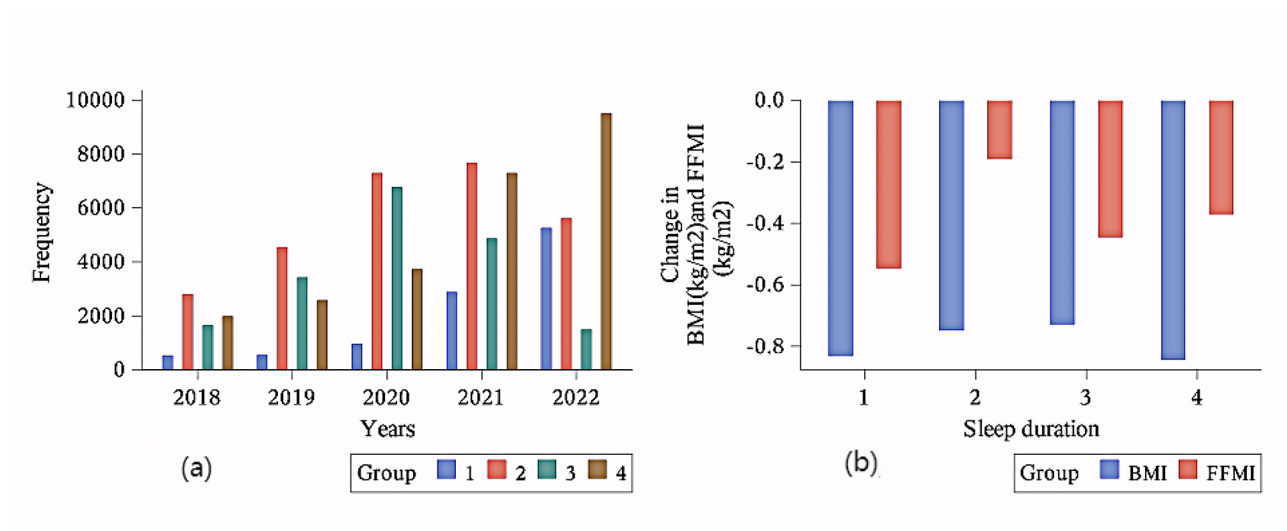 10000
8000
6000
4000
2000
0
Frequency
2018 2019 2020 2021 2022
Years
(a)
Group 1 2 3 4
0.0
-0.2
-0.4
-0.6
-0.8
Change in
BMI(kg/m2)and FFMI
(kg/m2)
1 2 3 4
Sleep duration
(b)
Group BMI FFMI